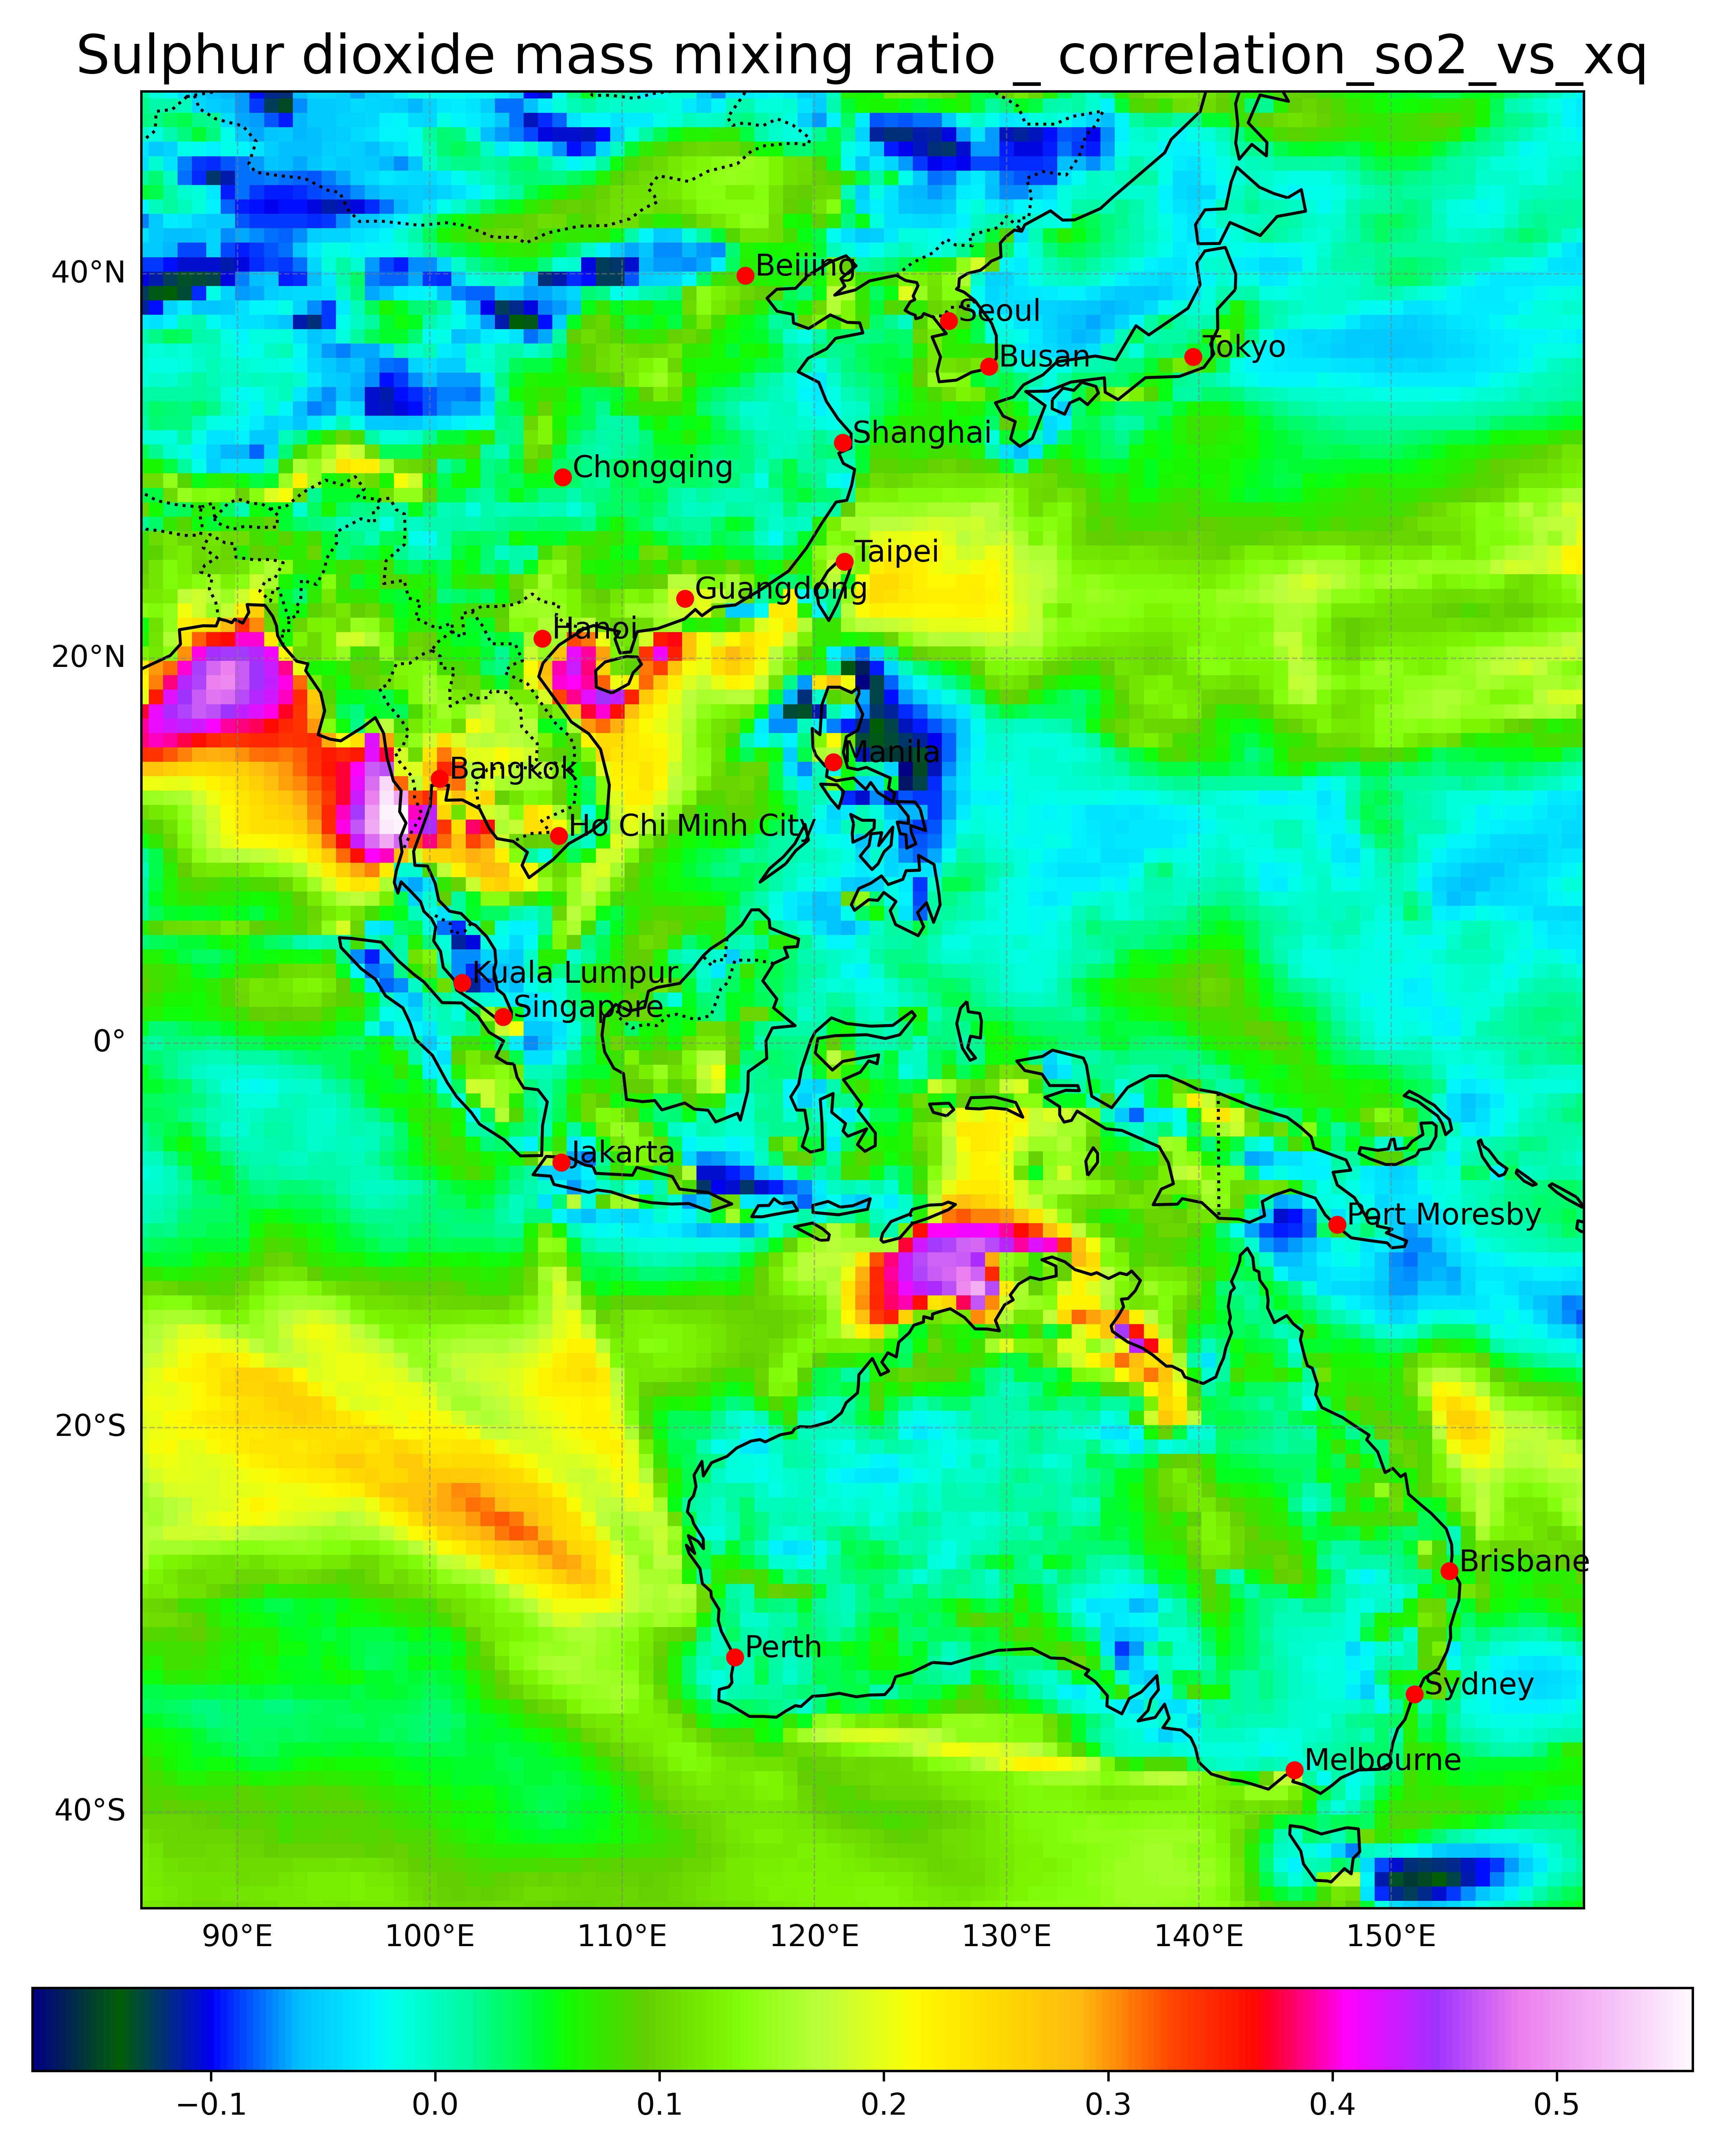 Sulphur dioxide mass mixing ratio _ correlation_so2_vs_xq
40°N
20°N
0°
20°S
40°S
Beijing
Seoul
Busan
Tokyo
Shanghai
Chongqing
Taipei
Guangdong
Hanoi
Manila
Bangkok
Ho Chi Minh City
Kuala Lumpur
Singapore
Jakarta
Port Moresby
Brisbane
Perth
Sydney
Melbourne
90°E 100°E 110°E 120°E 130°E 140°E 150°E
−0.1 0.0 0.1 0.2 0.3 0.4 0.5